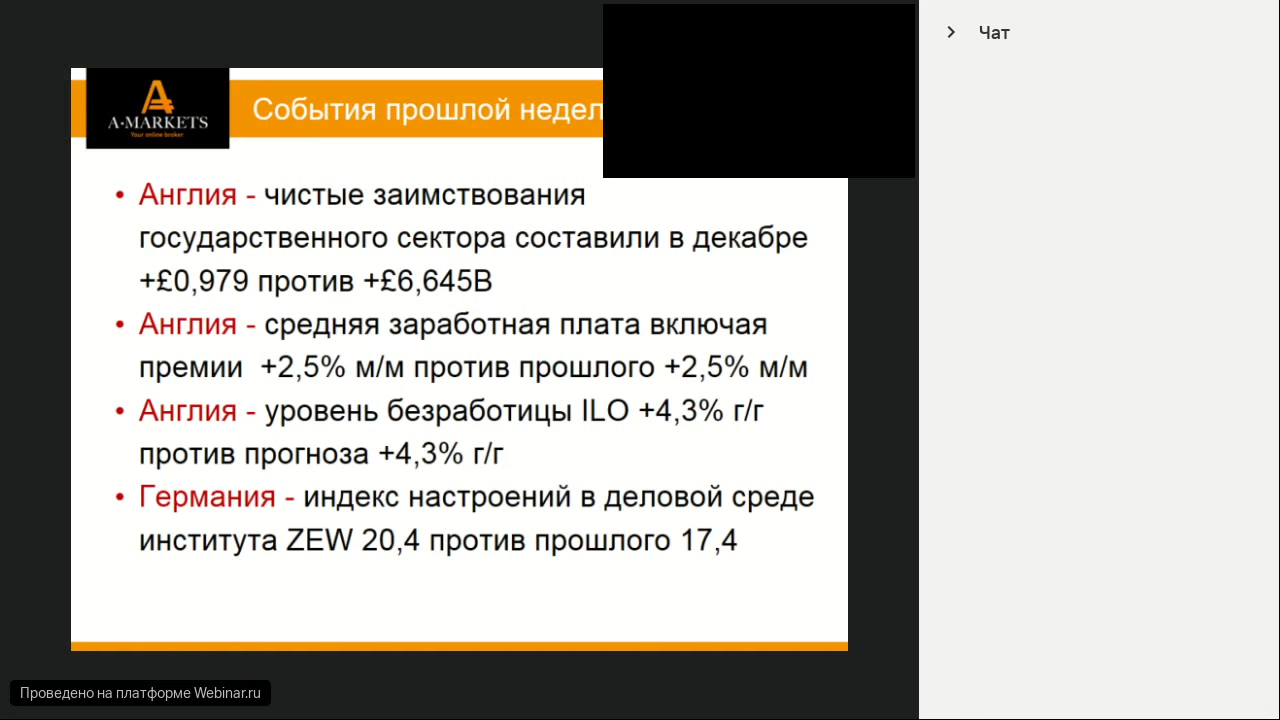 Чат
A·MARKETS
Your online broker
События прошлой недел
• Англия - чистые заимствования
государственного сектора составили в декабре
+£0,979 против +£6,645B
• Англия - средняя заработная плата включая
премии +2,5% м/м против прошлого +2,5% м/м
• Англия - уровень безработицы ILO +4,3% г/г
против прогноза +4,3% г/г
• Германия - индекс настроений в деловой среде
института ZEW 20,4 против прошлого 17,4
Проведено на платформе Webinar.ru